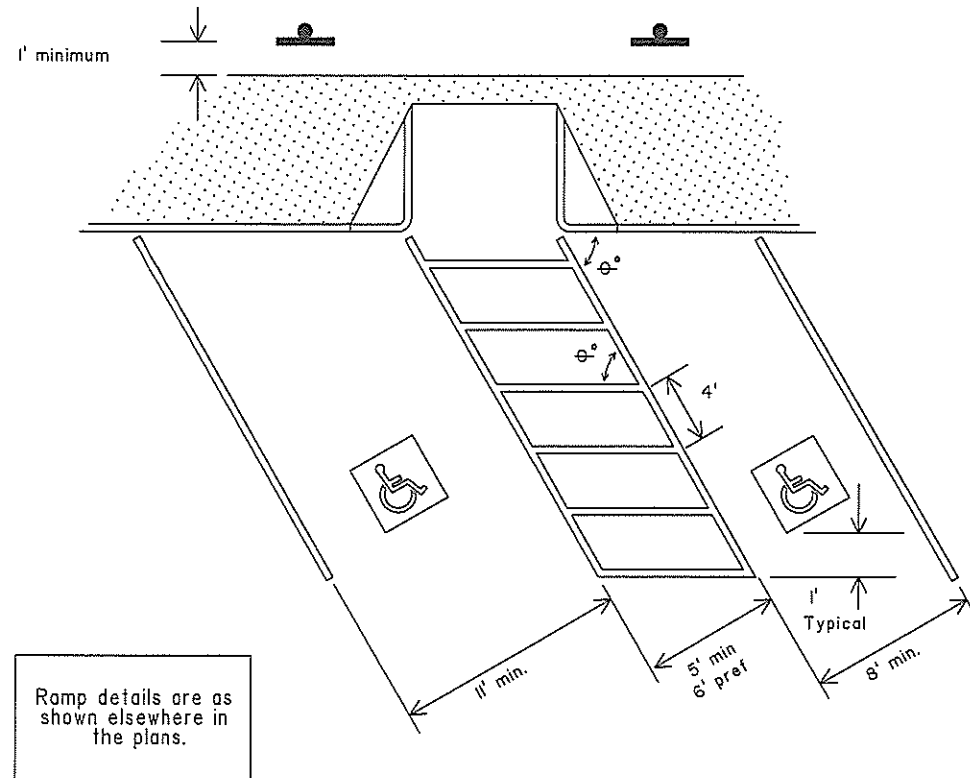 1' minimum
Φ°
Φ°
4'
1'
Typical
11' min.
5' min
6' pref
8' min.
Ramp details are as
shown elsewhere in
the plans.